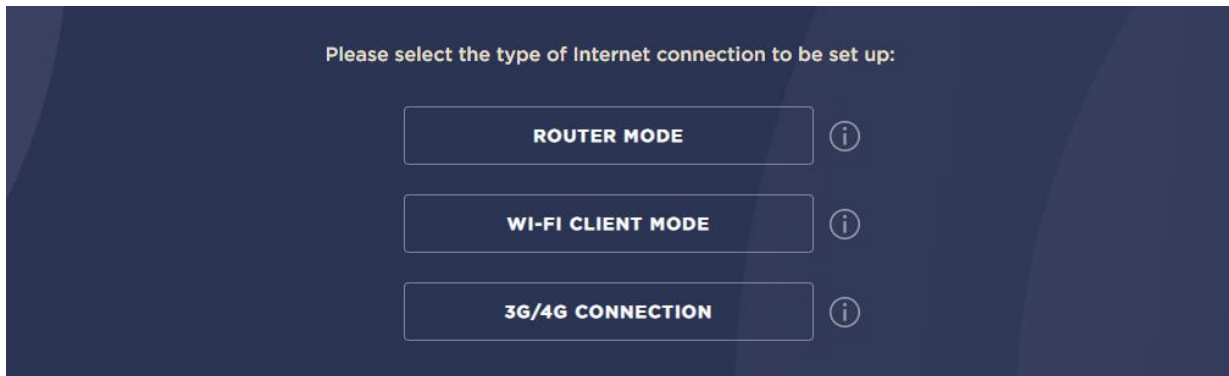 Please select the type of Internet connection to be set up:
ROUTER MODE
WI-FI CLIENT MODE
3G/4G CONNECTION